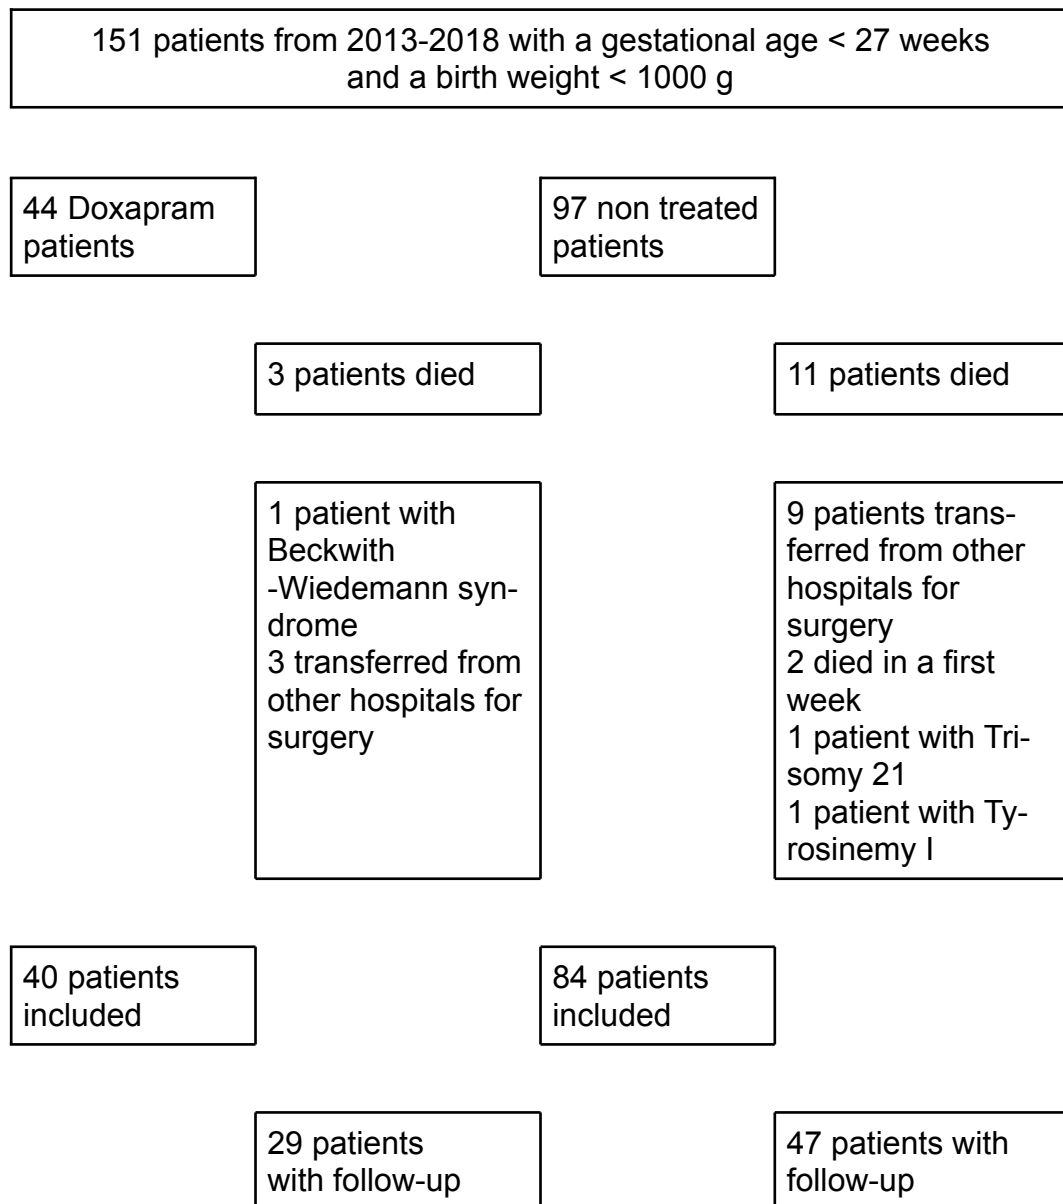 151 patients from 2013-2018 with a gestational age < 27 weeks
and a birth weight < 1000 g
44 Doxapram
patients
97 non treated
patients
3 patients died
11 patients died
1 patient with
Beckwith
-Wiedemann syn-
drome
3 transferred from
other hospitals for
surgery
9 patients trans-
ferred from other
hospitals for
surgery
2 died in a first
week
1 patient with Tri-
somy 21
1 patient with Ty-
rosinemy I
40 patients
included
84 patients
included
29 patients
with follow-up
47 patients with
follow-up